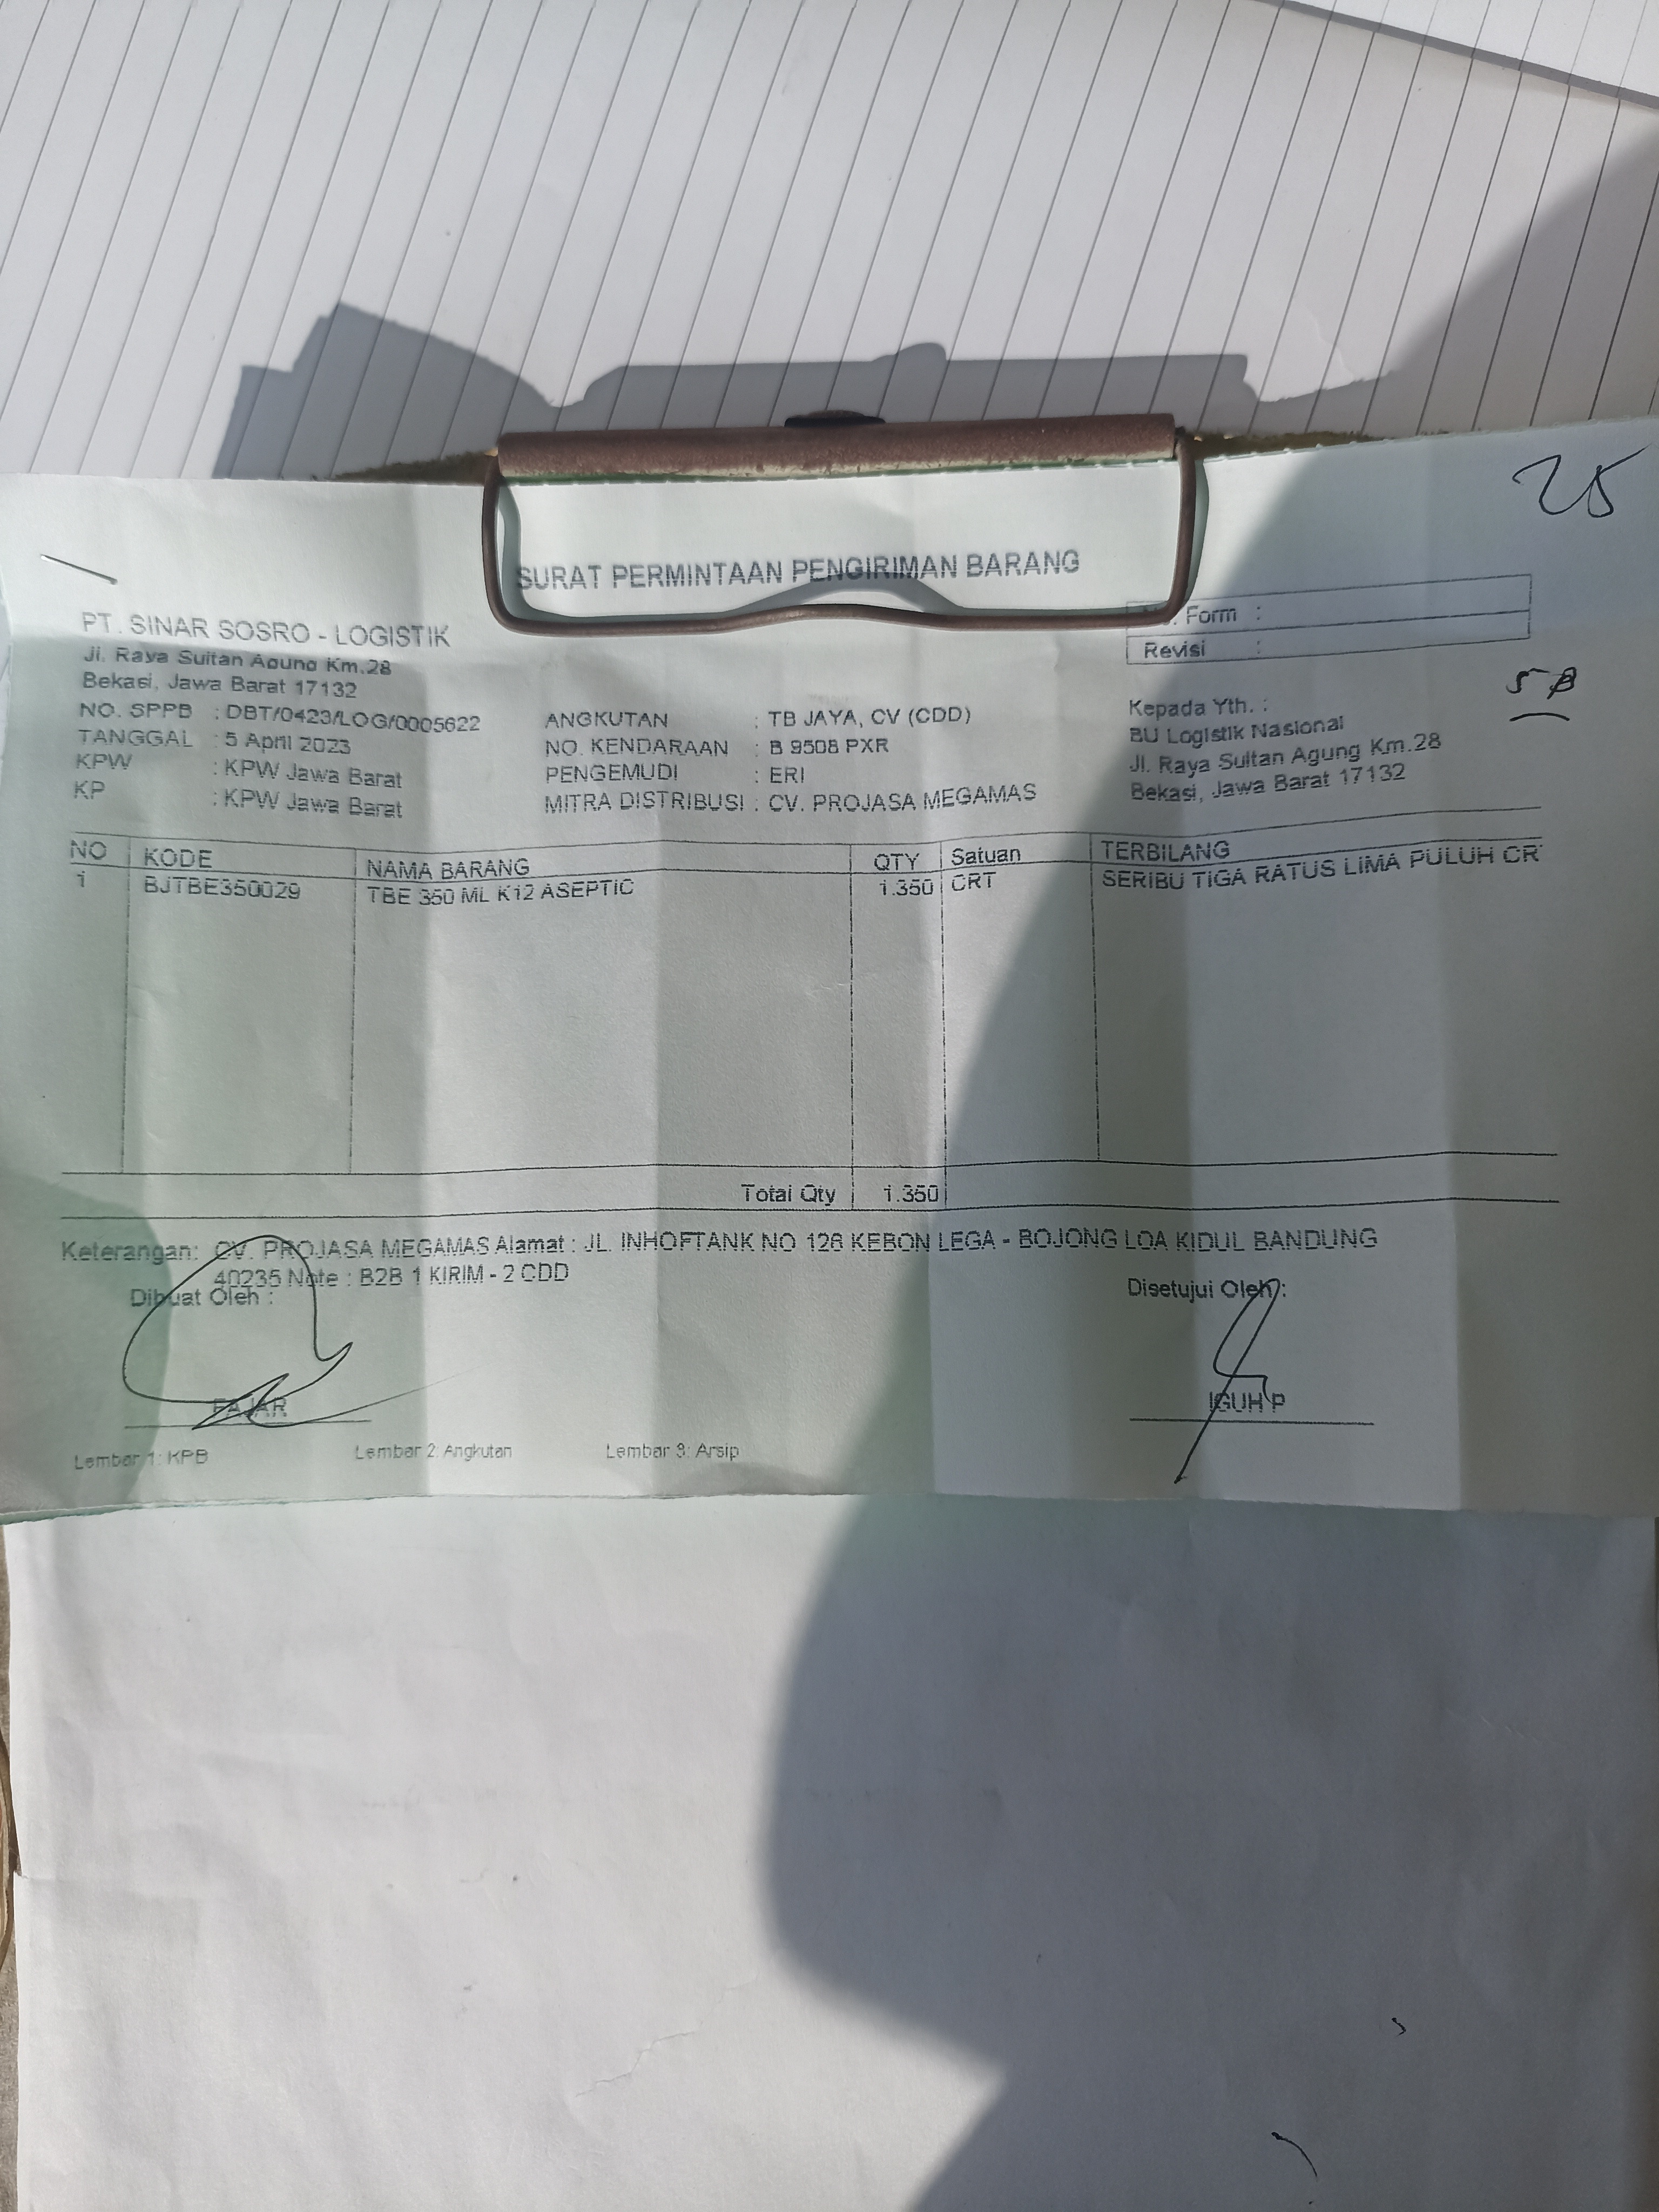 25
SURAT PERMINTAAN PENGIRIMAN BARANG
PT. SINAR SOSRO - LOGISTIK
Jl. Raya Sultan Agung Km.28
Bekasi, Jawa Barat 17132
Form :
Revisi :
NO. SPPB : DBT/0423/LOG/0005622
TANGGAL : 5 April 2023
KPW : KPW Jawa Barat
KP : KPW Jawa Barat
ANGKUTAN : TB JAYA, CV (CDD)
NO. KENDARAAN : B 9508 PXR
PENGEMUDI : ERI
MITRA DISTRIBUSI : CV. PROJASA MEGAMAS
Kepada Yth. :
BU Logistik Nasional
Jl. Raya Sultan Agung Km.28
Bekasi, Jawa Barat 17132
NO KODE NAMA BARANG QTY Satuan TERBILANG
1 BJTBE350029 TBE 350 ML K12 ASEPTIC 1.350 CRT SERIBU TIGA RATUS LIMA PULUH
Total Qty 1.350
Keterangan: CV. PROJASA MEGAMAS Alamat : JL. INHOFTANK NO 126 KEBON LEGA - BOJONG LOA KIDUL BANDUNG
40235 Note : B2B 1 KIRIM - 2 CDD
Dibuat Oleh :
Disetujui Oleh :
FAJAR
IGUH P
Lembar 1: KPB Lembar 2: Angkutan Lembar 3: Arsip